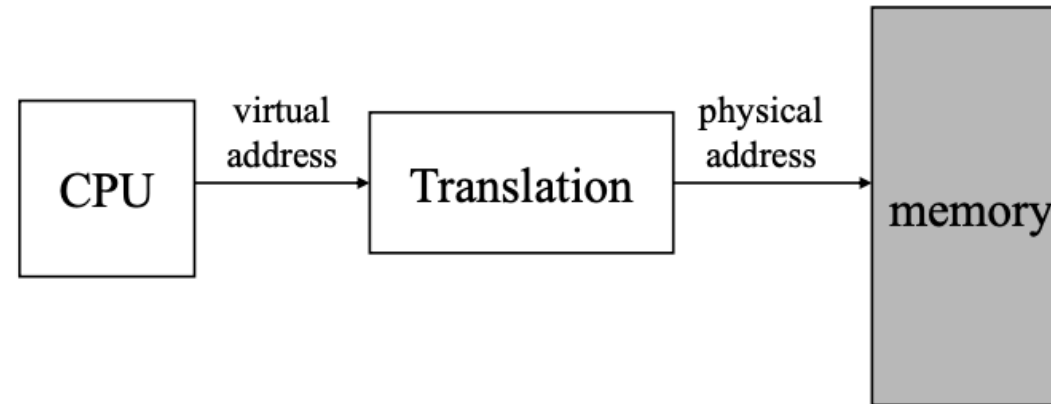 CPU
virtual
address
Translation
physical
address
memory